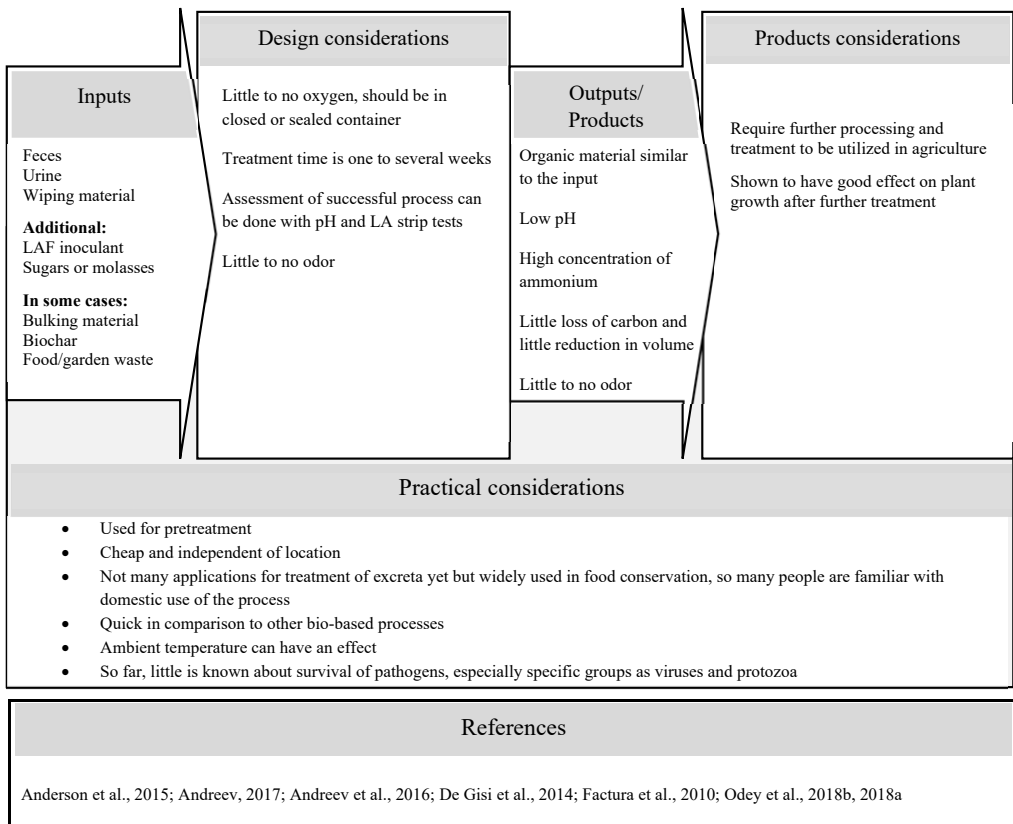 Inputs
Feces
Urine
Wiping material
Additional:
LAF inoculant
Sugars or molasses
In some cases:
Bulking material
Biochar
Food/garden waste
Design considerations
Little to no oxygen, should be in
closed or sealed container
Treatment time is one to several weeks
Assessment of successful process can
be done with pH and LA strip tests
Little to no odor
Outputs/
Products
Organic material similar
to the input
Low pH
High concentration of
ammonium
Little loss of carbon and
little reduction in volume
Little to no odor
Products considerations
Require further processing and
treatment to be utilized in agriculture
Shown to have good effect on plant
growth after further treatment
Practical considerations
• Used for pretreatment
• Cheap and independent of location
• Not many applications for treatment of excreta yet but widely used in food conservation, so many people are familiar with
domestic use of the process
• Quick in comparison to other bio-based processes
• Ambient temperature can have an effect
• So far, little is known about survival of pathogens, especially specific groups as viruses and protozoa
References
Anderson et al., 2015; Andreev, 2017; Andreev et al., 2016; De Gisi et al., 2014; Factura et al., 2010; Odey et al., 2018b, 2018a